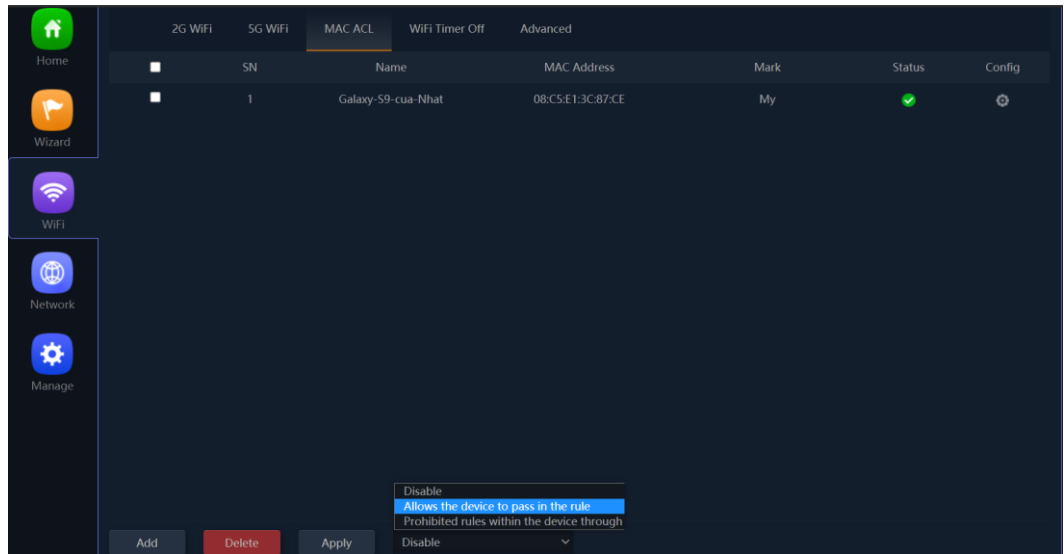 2G WiFi 5G WiFi MAC ACL WiFi Timer Off Advanced
Home
SN Name MAC Address Mark Status Config
1 Galaxy-S9-cua-Nhat 08:C5:E1:3C:87:CE My
Wizard
WiFi
Network
Manage
Disable
Allows the device to pass in the rule
Prohibited rules within the device through
Add Delete Apply Disable